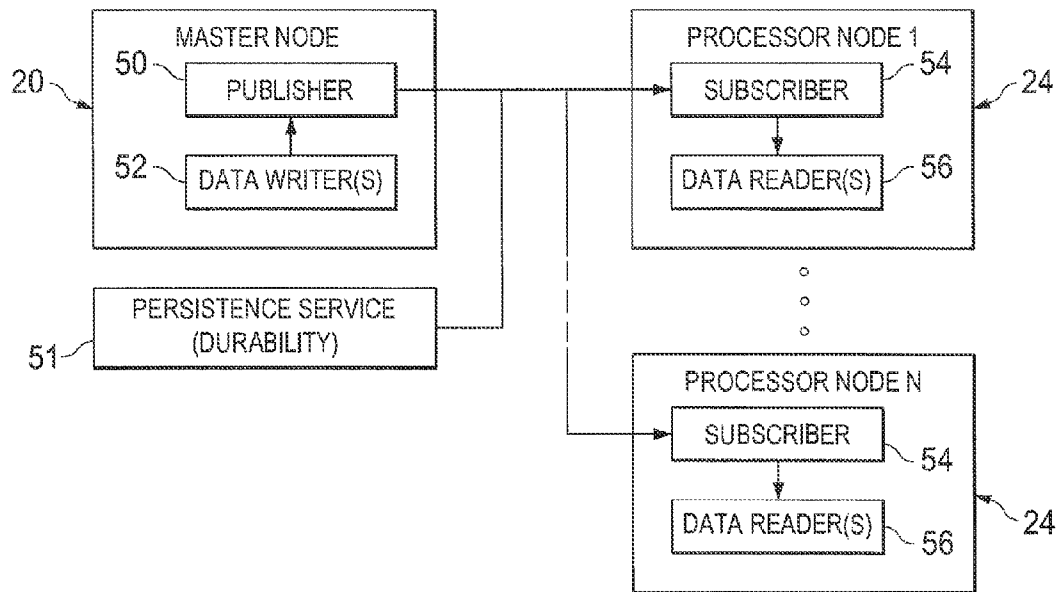 MASTER NODE
50
PUBLISHER
20
52
DATA WRITER(S)
PERSISTENCE SERVICE
(DURABILITY)
51
PROCESSOR NODE 1
SUBSCRIBER
54
24
DATA READER(S)
56
PROCESSOR NODE N
SUBSCRIBER
54
DATA READER(S)
24
56